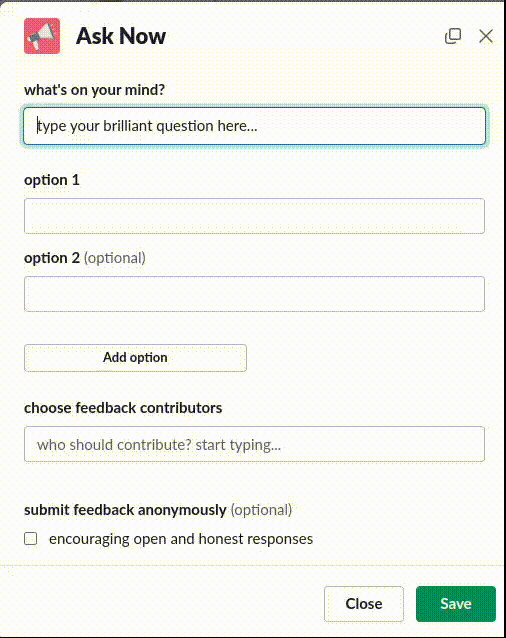 Ask Now
what's on your mind?
type your brilliant question here...
option 1
option 2 (optional)
Add option
choose feedback contributors
who should contribute? start typing...
submit feedback anonymously (optional)
encouraging open and honest responses
Close Save